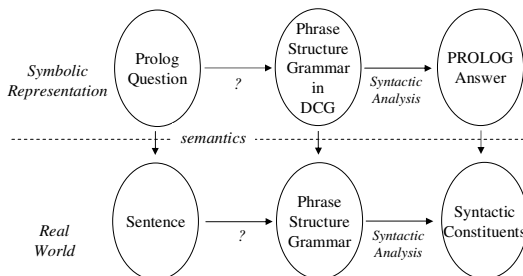 Symbolic
Representation
Prolog
Question
?
Phrase
Structure
Grammar
in
DCG
Syntactic
Analysis
PROLOG
Answer
semantics
Real
World
Sentence
?
Phrase
Structure
Grammar
Syntactic
Analysis
Syntactic
Constituents